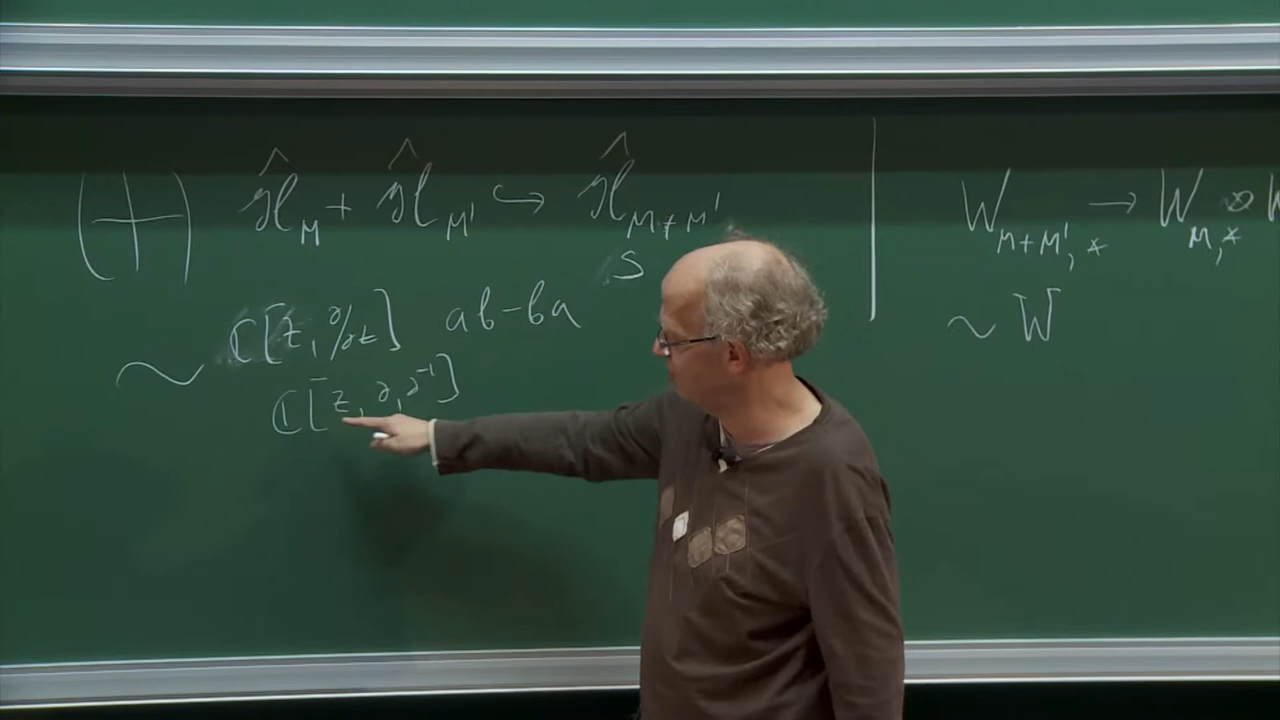 (+) ĝl_M + ĝl_M' ↪ ĝl_M+M'
S
ℂ[z, ∂/∂z] ab-ba
~
ℂ[z, ∂, ∂⁻¹]
W_M+M',* → W_M,* ⊗ W
~ W